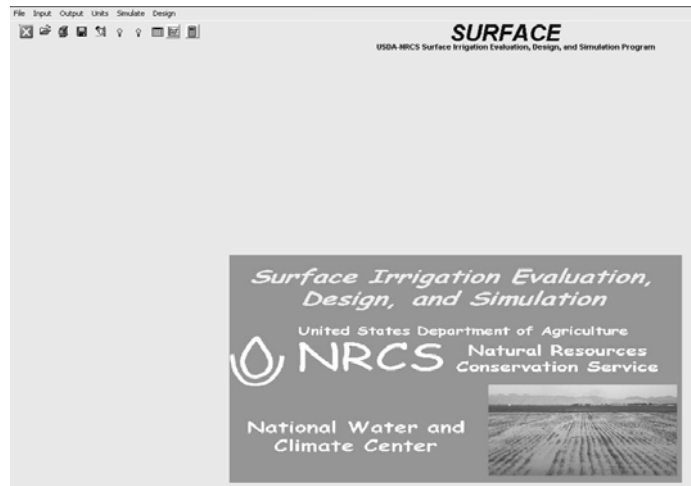 File Input Output Units Simulate Design
SURFACE
USDA-NRCS Surface Irrigation Evaluation, Design, and Simulation Program
Surface Irrigation Evaluation,
Design, and Simulation
United States Department of Agriculture
NRCS Natural Resources
Conservation Service
National Water and
Climate Center